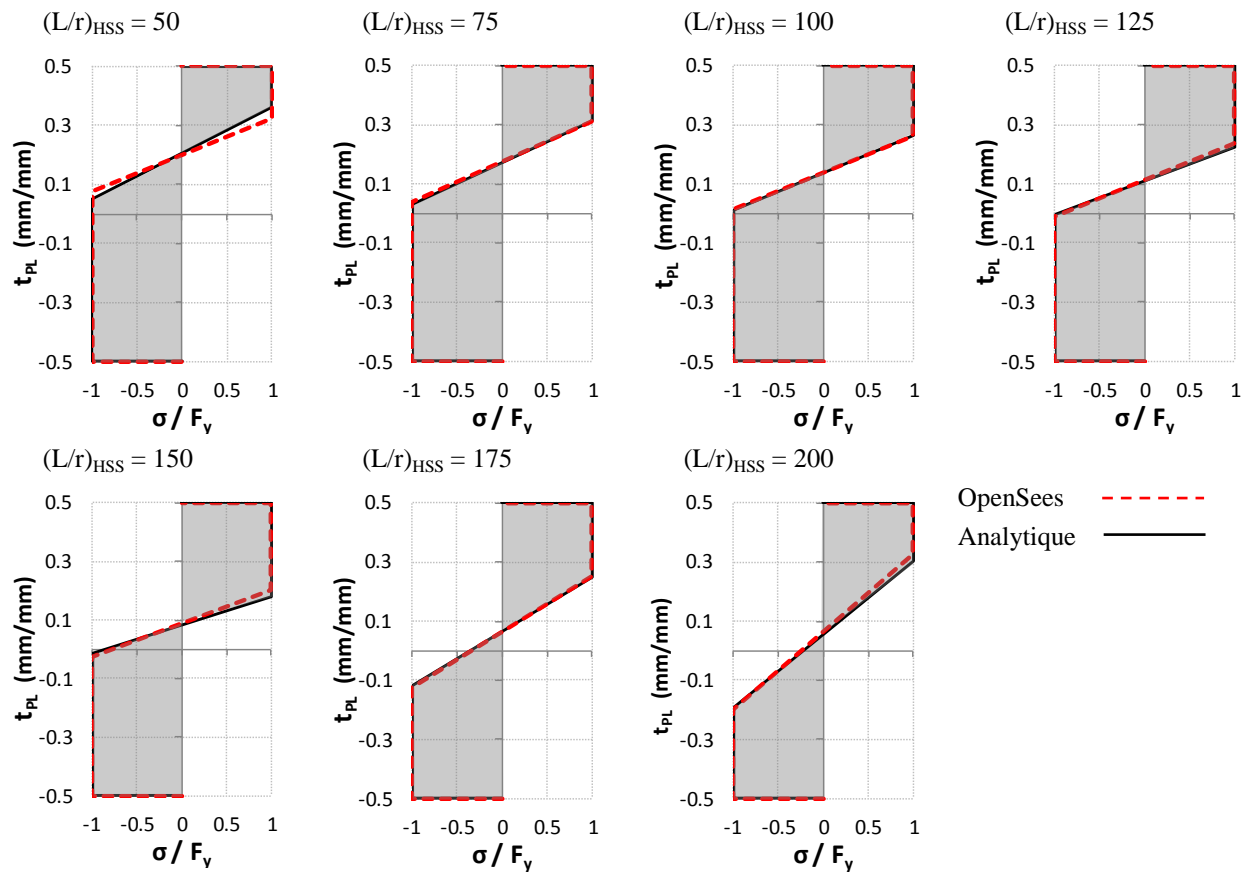 (L/r)HSS = 50
0.5
0.3
0.1
-0.1
-0.3
-0.5
tPL (mm/mm)
-1 -0.5 0 0.5 1
σ / Fy
(L/r)HSS = 75
0.5
0.3
0.1
-0.1
-0.3
-0.5
tPL (mm/mm)
-1 -0.5 0 0.5 1
σ / Fy
(L/r)HSS = 100
0.5
0.3
0.1
-0.1
-0.3
-0.5
tPL (mm/mm)
-1 -0.5 0 0.5 1
σ / Fy
(L/r)HSS = 125
0.5
0.3
0.1
-0.1
-0.3
-0.5
tPL (mm/mm)
-1 -0.5 0 0.5 1
σ / Fy
(L/r)HSS = 150
0.5
0.3
0.1
-0.1
-0.3
-0.5
tPL (mm/mm)
-1 -0.5 0 0.5 1
σ / Fy
(L/r)HSS = 175
0.5
0.3
0.1
-0.1
-0.3
-0.5
tPL (mm/mm)
-1 -0.5 0 0.5 1
σ / Fy
(L/r)HSS = 200
0.5
0.3
0.1
-0.1
-0.3
-0.5
tPL (mm/mm)
-1 -0.5 0 0.5 1
σ / Fy
OpenSees
Analytique